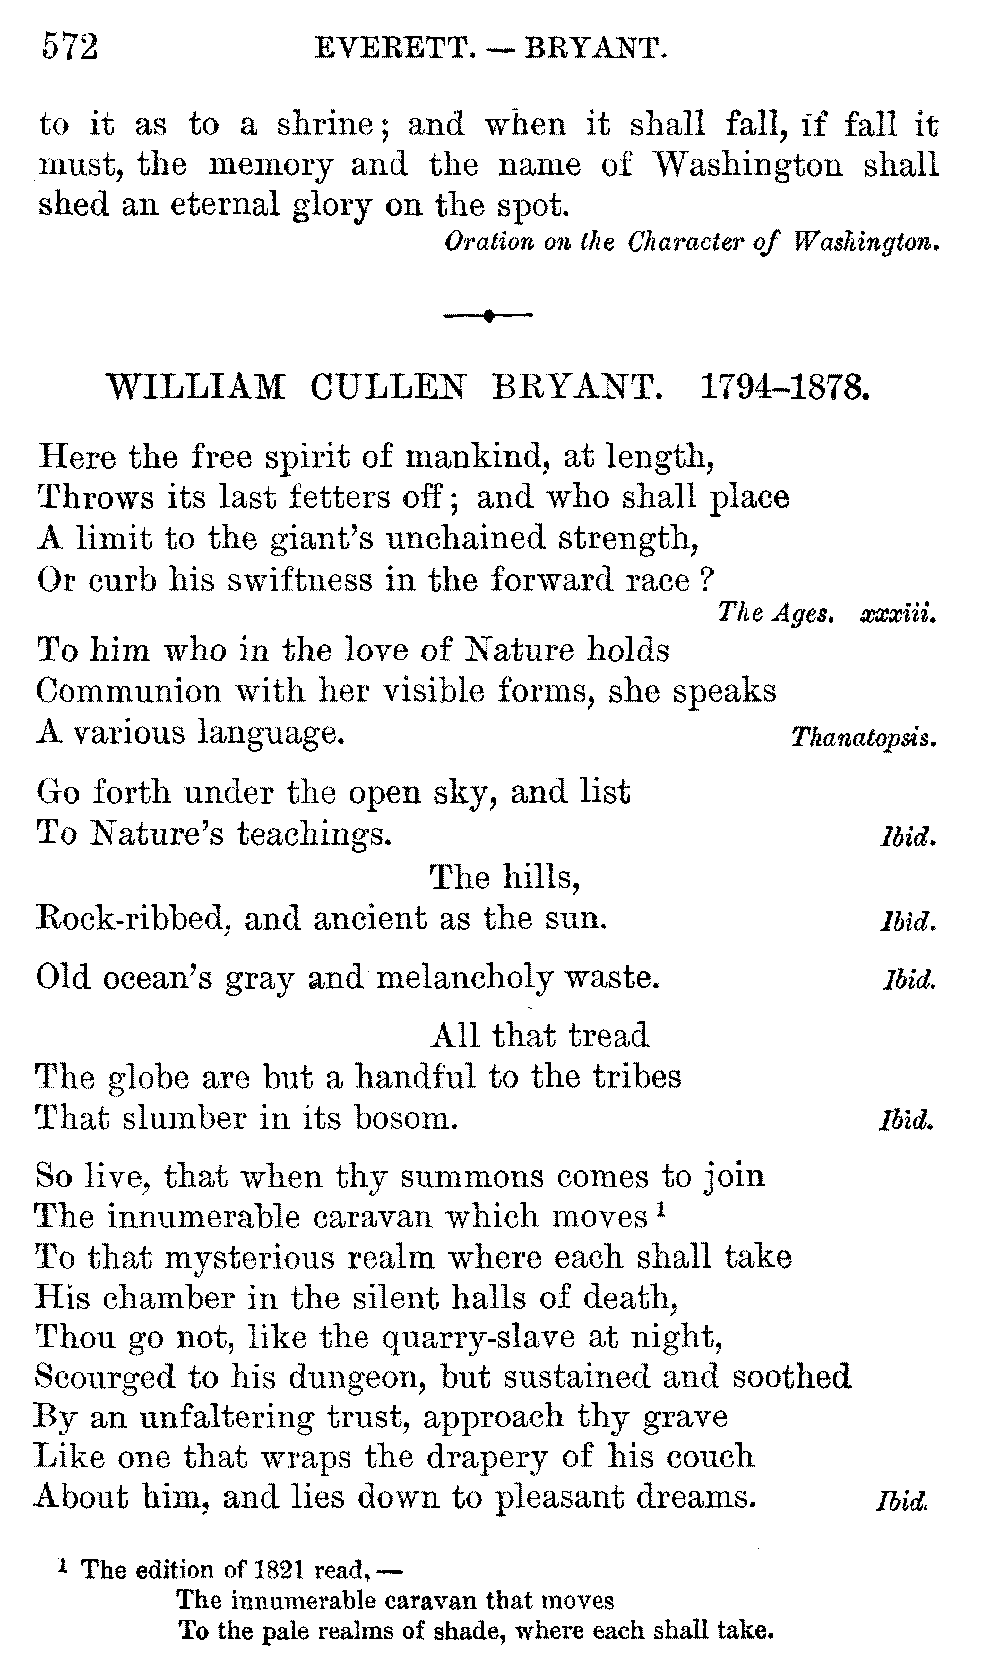 572 EVERETT. — BRYANT.
to it as to a shrine; and when it shall fall, if fall it
must, the memory and the name of Washington shall
shed an eternal glory on the spot.
Oration on the Character of Washington.
WILLIAM CULLEN BRYANT. 1794–1878.
Here the free spirit of mankind, at length,
Throws its last fetters off; and who shall place
A limit to the giant's unchained strength,
Or curb his swiftness in the forward race?
The Ages. xxxiii.
To him who in the love of Nature holds
Communion with her visible forms, she speaks
A various language. Thanatopsis.
Go forth under the open sky, and list
To Nature's teachings. Ibid.
The hills,
Rock-ribbed, and ancient as the sun. Ibid.
Old ocean's gray and melancholy waste. Ibid.
All that tread
The globe are but a handful to the tribes
That slumber in its bosom. Ibid.
So live, that when thy summons comes to join
The innumerable caravan which moves ¹
To that mysterious realm where each shall take
His chamber in the silent halls of death,
Thou go not, like the quarry-slave at night,
Scourged to his dungeon, but sustained and soothed
By an unfaltering trust, approach thy grave
Like one that wraps the drapery of his couch
About him, and lies down to pleasant dreams. Ibid.
¹ The edition of 1821 read, —
The innumerable caravan that moves
To the pale realms of shade, where each shall take.